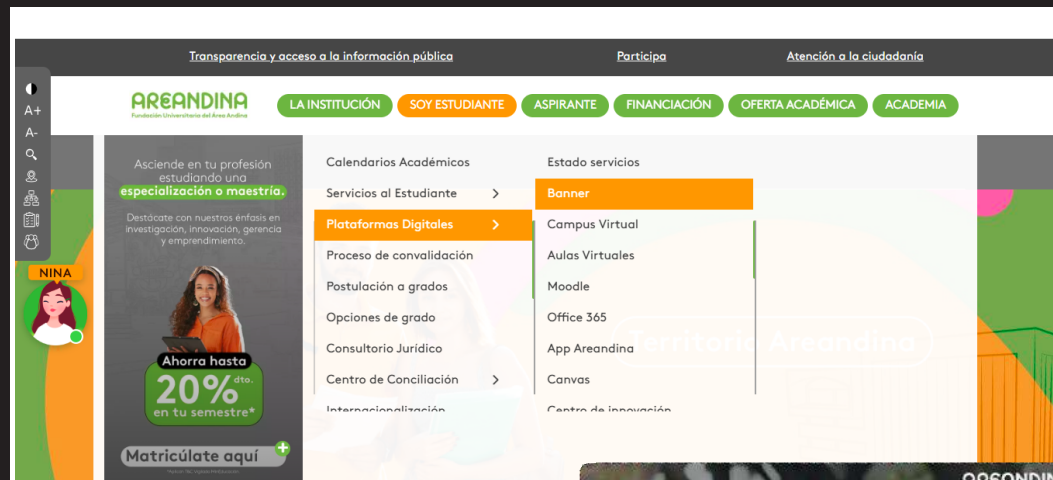 Transparencia y acceso a la información pública
Participa
Atención a la ciudadanía
A+
A-
NINA
AREANDINA
Fundación Universitaria del Área Andina
LA INSTITUCIÓN
SOY ESTUDIANTE
ASPIRANTE
FINANCIACIÓN
OFERTA ACADÉMICA
ACADEMIA
Asciende en tu profesión
estudiando una
especialización o maestría.
Destácate con nuestros énfasis en
investigación, innovación, gerencia
y emprendimiento.
Ahorra hasta
20% dto.
en tu semestre*
Matricúlate aquí
Calendarios Académicos
Servicios al Estudiante
Plataformas Digitales
Proceso de convalidación
Postulación a grados
Opciones de grado
Consultorio Jurídico
Centro de Conciliación
Internacionalización
Estado servicios
Banner
Campus Virtual
Aulas Virtuales
Moodle
Office 365
App Areandina
Canvas
Centro de innovación
Territorio Areandina